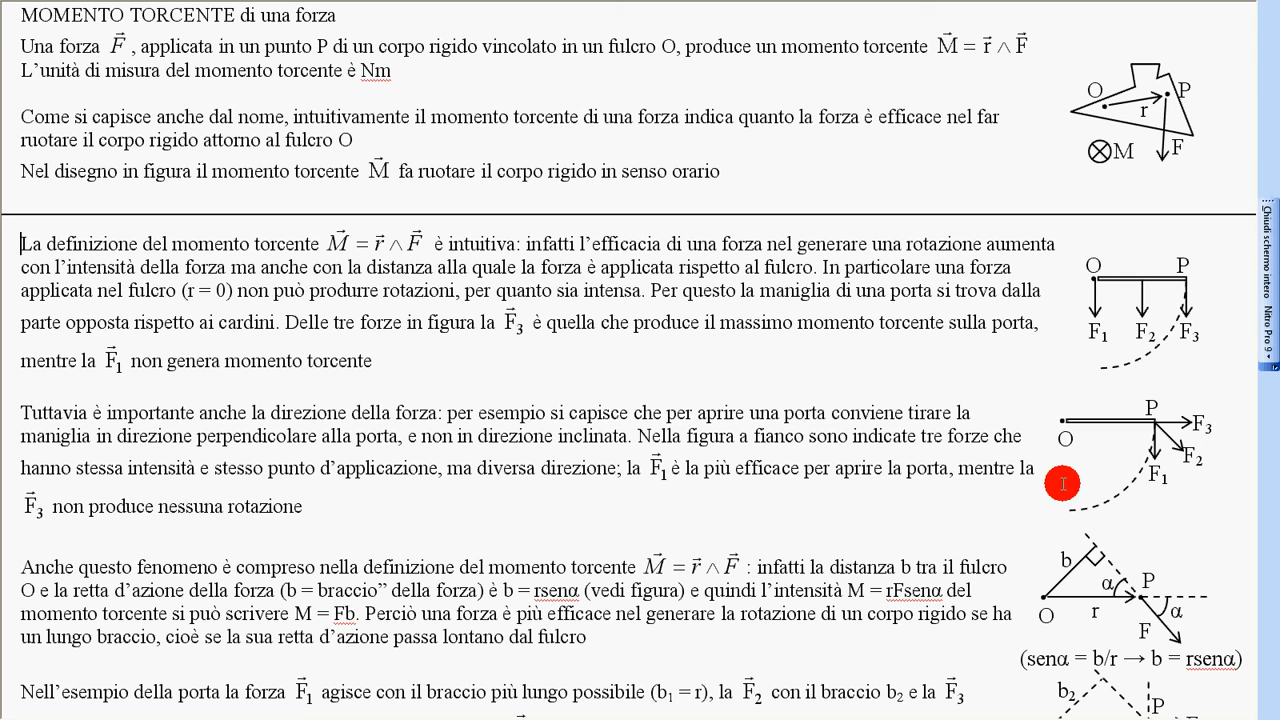 MOMENTO TORCENTE di una forza
Una forza F⃗ , applicata in un punto P di un corpo rigido vincolato in un fulcro O, produce un momento torcente M⃗ = r⃗ ∧ F⃗
L’unità di misura del momento torcente è Nm
Come si capisce anche dal nome, intuitivamente il momento torcente di una forza indica quanto la forza è efficace nel far
ruotare il corpo rigido attorno al fulcro O
Nel disegno in figura il momento torcente M⃗ fa ruotare il corpo rigido in senso orario
O
P
r
F
M
La definizione del momento torcente M⃗ = r⃗ ∧ F⃗ è intuitiva: infatti l’efficacia di una forza nel generare una rotazione aumenta
con l’intensità della forza ma anche con la distanza alla quale la forza è applicata rispetto al fulcro. In particolare una forza
applicata nel fulcro (r = 0) non può produrre rotazioni, per quanto sia intensa. Per questo la maniglia di una porta si trova dalla
parte opposta rispetto ai cardini. Delle tre forze in figura la F⃗₃ è quella che produce il massimo momento torcente sulla porta,
mentre la F⃗₁ non genera momento torcente
O P
F₁ F₂ F₃
Tuttavia è importante anche la direzione della forza: per esempio si capisce che per aprire una porta conviene tirare la
maniglia in direzione perpendicolare alla porta, e non in direzione inclinata. Nella figura a fianco sono indicate tre forze che
hanno stessa intensità e stesso punto d’applicazione, ma diversa direzione; la F⃗₁ è la più efficace per aprire la porta, mentre la
F⃗₃ non produce nessuna rotazione
P
O
F₃
F₂
F₁
Anche questo fenomeno è compreso nella definizione del momento torcente M⃗ = r⃗ ∧ F⃗ : infatti la distanza b tra il fulcro
O e la retta d’azione della forza (b = braccio” della forza) è b = rsenα (vedi figura) e quindi l’intensità M = rFsenα del
momento torcente si può scrivere M = Fb. Perciò una forza è più efficace nel generare la rotazione di un corpo rigido se ha
un lungo braccio, cioè se la sua retta d’azione passa lontano dal fulcro
b
α P
O r α
F
(senα = b/r → b = rsenα)
Nell’esempio della porta la forza F⃗₁ agisce con il braccio più lungo possibile (b₁ = r), la F⃗₂ con il braccio b₂ e la F⃗₃
b₂
P
Chiudi schermo intero
Nitro Pro 9